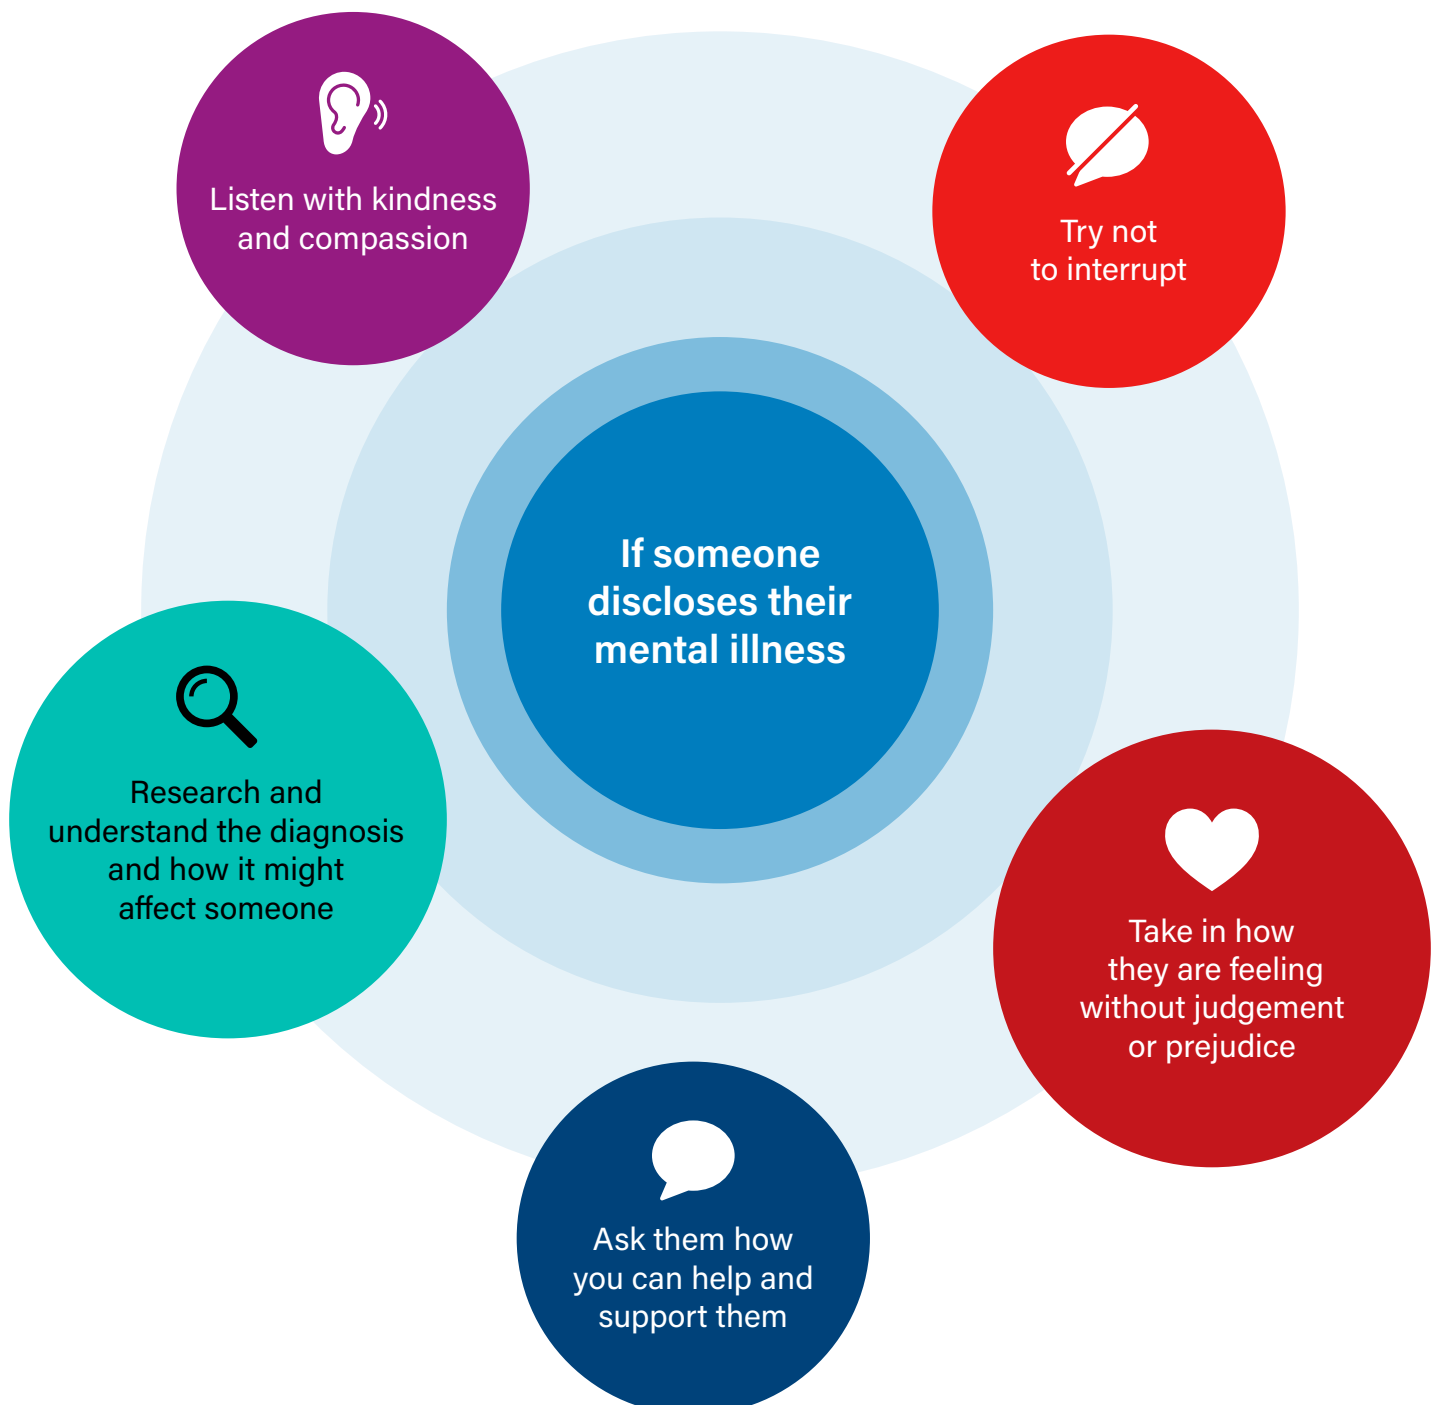 Listen with kindness
and compassion
Try not
to interrupt
If someone
discloses their
mental illness
Research and
understand the diagnosis
and how it might
affect someone
Take in how
they are feeling
without judgement
or prejudice
Ask them how
you can help and
support them